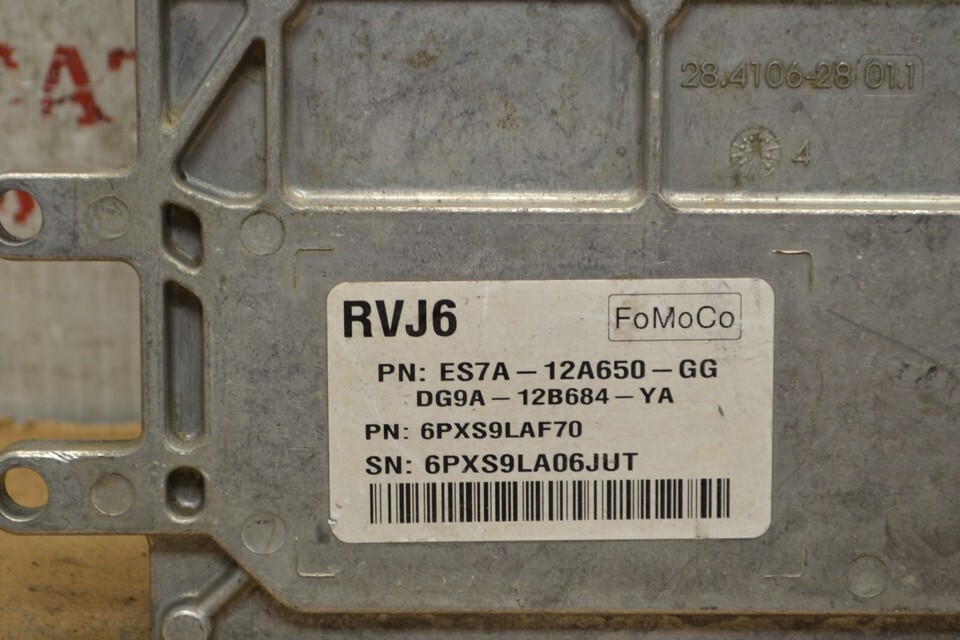 28.4106-28 01.1
4
RVJ6
FoMoCo
PN: ES7A – 12A650 – GG
DG9A – 12B684 – YA
PN: 6PXS9LAF70
SN: 6PXS9LA06JUT